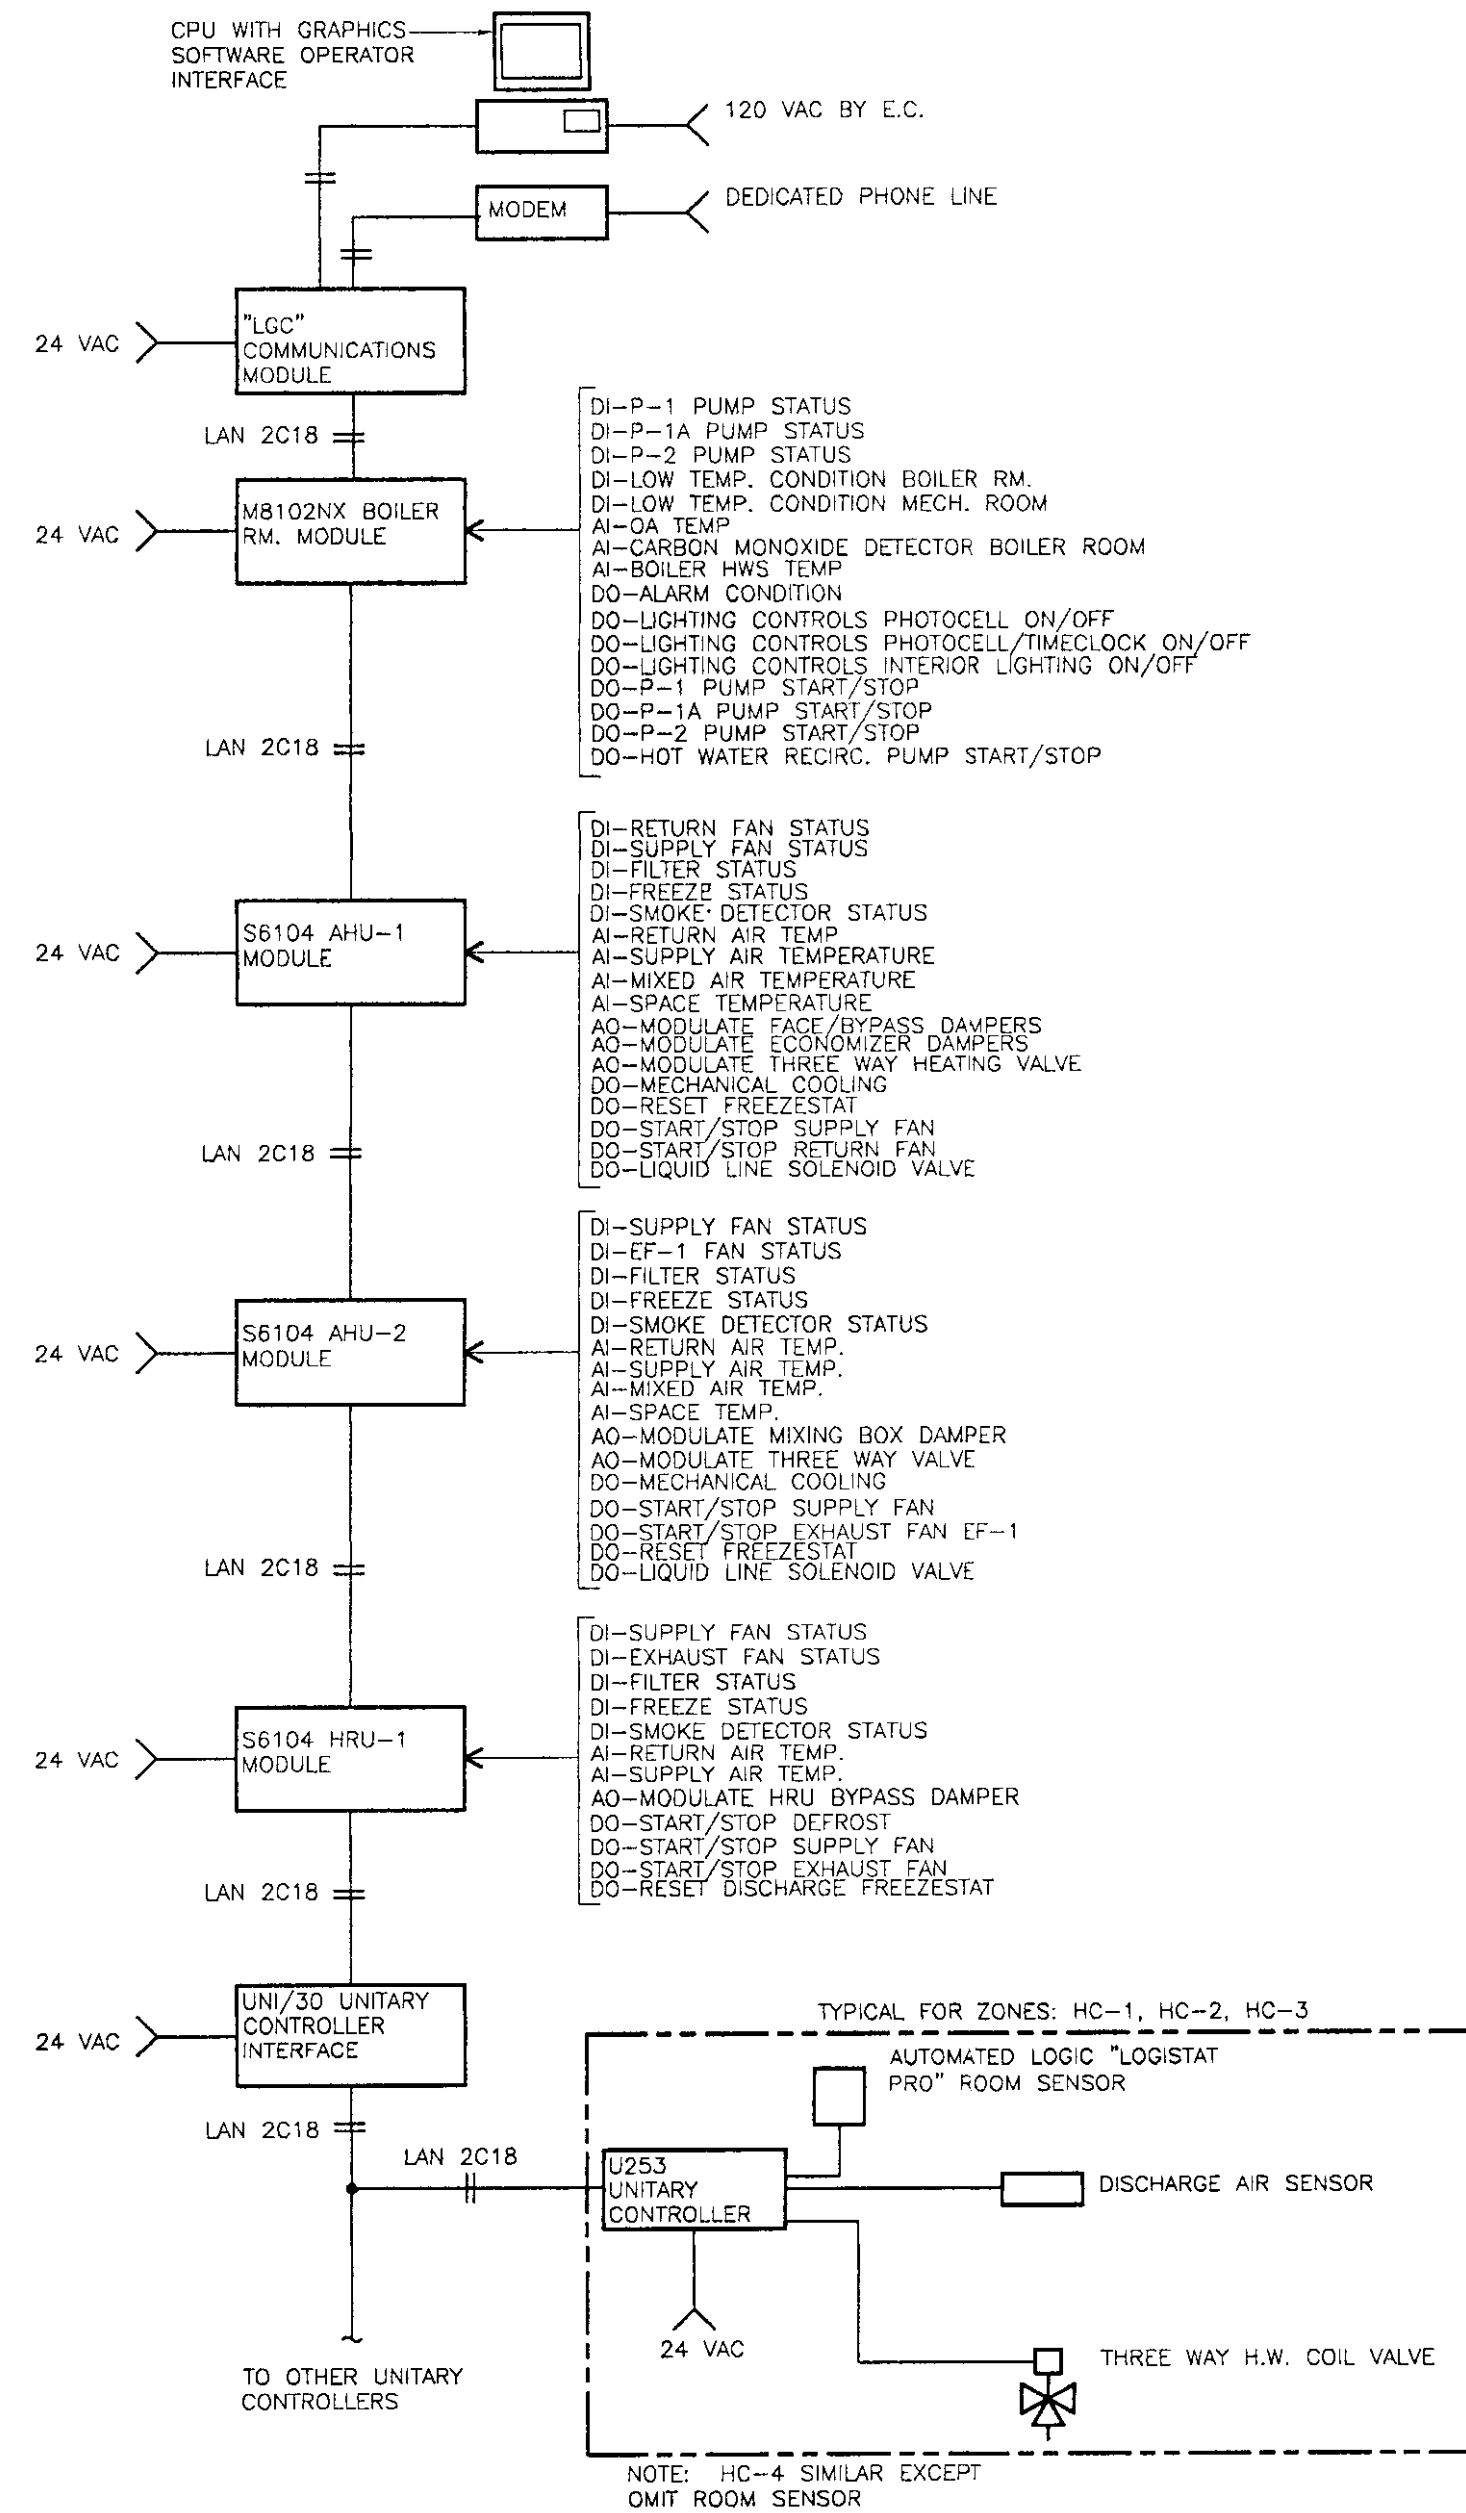 CPU WITH GRAPHICS
SOFTWARE OPERATOR
INTERFACE
120 VAC BY E.C.
MODEM
DEDICATED PHONE LINE
24 VAC
"LGC"
COMMUNICATIONS
MODULE
LAN 2C18
24 VAC
M8102NX BOILER
RM. MODULE
DI-P-1 PUMP STATUS
DI-P-1A PUMP STATUS
DI-P-2 PUMP STATUS
DI-LOW TEMP. CONDITION BOILER RM.
DI-LOW TEMP. CONDITION MECH. ROOM
AI-OA TEMP
AI-CARBON MONOXIDE DETECTOR BOILER ROOM
AI-BOILER HWS TEMP
DO-ALARM CONDITION
DO-LIGHTING CONTROLS PHOTOCELL ON/OFF
DO-LIGHTING CONTROLS PHOTOCELL/TIMECLOCK ON/OFF
DO-LIGHTING CONTROLS INTERIOR LIGHTING ON/OFF
DO-P-1 PUMP START/STOP
DO-P-1A PUMP START/STOP
DO-P-2 PUMP START/STOP
DO-HOT WATER RECIRC. PUMP START/STOP
LAN 2C18
24 VAC
S6104 AHU-1
MODULE
DI-RETURN FAN STATUS
DI-SUPPLY FAN STATUS
DI-FILTER STATUS
DI-FREEZE STATUS
DI-SMOKE DETECTOR STATUS
AI-RETURN AIR TEMP
AI-SUPPLY AIR TEMPERATURE
AI-MIXED AIR TEMPERATURE
AI-SPACE TEMPERATURE
AO-MODULATE FACE/BYPASS DAMPERS
AO-MODULATE ECONOMIZER DAMPERS
AO-MODULATE THREE WAY HEATING VALVE
DO-MECHANICAL COOLING
DO-RESET FREEZESTAT
DO-START/STOP SUPPLY FAN
DO-START/STOP RETURN FAN
DO-LIQUID LINE SOLENOID VALVE
LAN 2C18
24 VAC
S6104 AHU-2
MODULE
DI-SUPPLY FAN STATUS
DI-EF-1 FAN STATUS
DI-FILTER STATUS
DI-FREEZE STATUS
DI-SMOKE DETECTOR STATUS
AI-RETURN AIR TEMP.
AI-SUPPLY AIR TEMP.
AI-MIXED AIR TEMP.
AI-SPACE TEMP.
AO-MODULATE MIXING BOX DAMPER
AO-MODULATE THREE WAY VALVE
DO-MECHANICAL COOLING
DO-START/STOP SUPPLY FAN
DO-START/STOP EXHAUST FAN EF-1
DO-RESET FREEZESTAT
DO-LIQUID LINE SOLENOID VALVE
LAN 2C18
24 VAC
S6104 HRU-1
MODULE
DI-SUPPLY FAN STATUS
DI-EXHAUST FAN STATUS
DI-FILTER STATUS
DI-FREEZE STATUS
DI-SMOKE DETECTOR STATUS
AI-RETURN AIR TEMP.
AI-SUPPLY AIR TEMP.
AO-MODULATE HRU BYPASS DAMPER
DO-START/STOP DEFROST
DO-START/STOP SUPPLY FAN
DO-START/STOP EXHAUST FAN
DO-RESET DISCHARGE FREEZESTAT
LAN 2C18
24 VAC
UNI/30 UNITARY
CONTROLLER
INTERFACE
LAN 2C18
LAN 2C18
TO OTHER UNITARY
CONTROLLERS
TYPICAL FOR ZONES: HC-1, HC-2, HC-3
AUTOMATED LOGIC "LOGISTAT
PRO" ROOM SENSOR
U253
UNITARY
CONTROLLER
DISCHARGE AIR SENSOR
24 VAC
THREE WAY H.W. COIL VALVE
NOTE: HC-4 SIMILAR EXCEPT
OMIT ROOM SENSOR